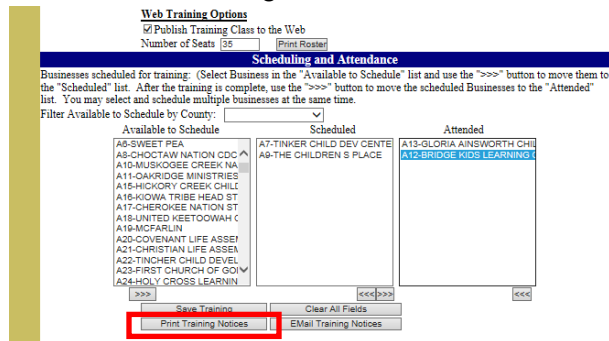 Web Training Options
Publish Training Class to the Web
Number of Seats 35 Print Roster
Scheduling and Attendance
Businesses scheduled for training: (Select Business in the "Available to Schedule" list and use the ">>>" button to move them to
the "Scheduled" list. After the training is complete, use the ">>>" button to move the scheduled Businesses to the "Attended"
list. You may select and schedule multiple businesses at the same time.
Filter Available to Schedule by County:
Available to Schedule Scheduled Attended
A6-SWEET PEA A7-TINKER CHILD DEV CENTE A13-GLORIA AINSWORTH CHIL
A8-CHOCTAW NATION CDC A9-THE CHILDREN S PLACE A12-BRIDGE KIDS LEARNING C
A10-MUSKOGEE CREEK NA
A11-OAKRIDGE MINISTRIES
A15-HICKORY CREEK CHILD
A16-KIOWA TRIBE HEAD ST
A17-CHEROKEE NATION ST
A18-UNITED KEETOOWAH C
A19-MCFARLIN
A20-COVENANT LIFE ASSEM
A21-CHRISTIAN LIFE ASSEM
A22-TINCHER CHILD DEVEL
A23-FIRST CHURCH OF GO
A24-HOLY CROSS LEARNIN
>>> <<< >>> <<<
Save Training Clear All Fields
Print Training Notices EMail Training Notices